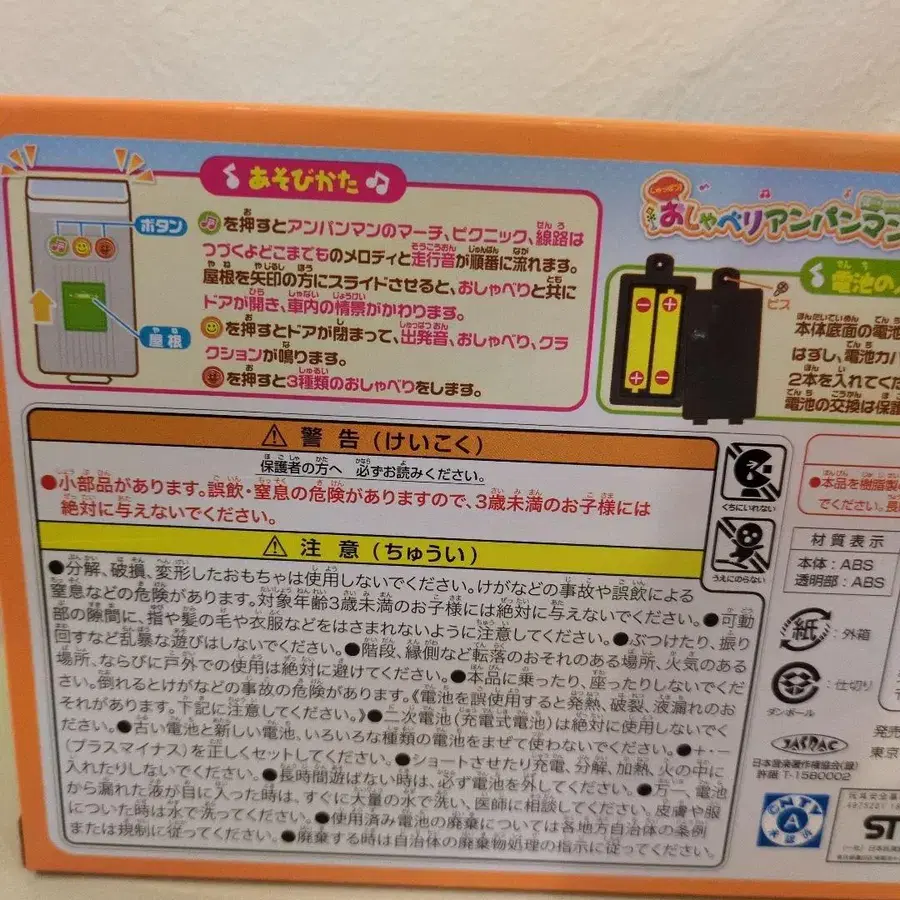 あそびかた
ボタン
屋根
を押すとアンパンマンのマーチ、ピクニック、線路は
つづくよどこまでものメロディと走行音が順番に流れます。
屋根を矢印の方にスライドさせると、おしゃべりと共に
ドアが開き、車内の情景がかわります。
を押すとドアが閉まって、出発音、おしゃべり、クラ
クションが鳴ります。
を押すと3種類のおしゃべりをします。
しゅっぱつ!
おしゃべりアンパンマン
電池の
ビス
本体底面の電池
はずし、電池カバ
2本を入れてくだ
電池の交換は保護
警告(けいこく)
保護者の方へ 必ずお読みください。
●小部品があります。誤飲・窒息の危険がありますので、3歳未満のお子様には
絶対に与えないでください。
注意(ちゅうい)
●分解、破損、変形したおもちゃは使用しないでください。けがなどの事故や誤飲による
窒息などの危険があります。対象年齢3歳未満のお子様には絶対に与えないでください。●可動
部の隙間に、指や髪の毛や衣服などをはさまれないように注意してください。●ぶつけたり、振り
回すなど乱暴な遊びはしないでください。●階段、縁側など転落のおそれのある場所、火気のある
場所、ならびに戸外での使用は絶対に避けてください。●本品に乗ったり、座ったりしないでくだ
さい。倒れるとけがなどの事故の危険があります。《電池を誤使用すると発熱、破裂、液漏れのお
それがあります。下記に注意してください。》●二次電池(充電式電池)は絶対に使用しないでく
ださい。●古い電池と新しい電池、いろいろな種類の電池をまぜて使わないでください。●+・-
(プラスマイナス)を正しくセットしてください。●ショートさせたり充電、分解、加熱、火の中に
入れたりしないでください。●長時間遊ばない時は、必ず電池を外してください。●万一、電池
から漏れた液が目に入った時は、すぐに大量の水で洗い、医師に相談してください。皮膚や服
についた時は水で洗ってください。●使用済み電池の廃棄については各地方自治体の条例
または規制に従ってください。●廃棄する時は自治体の廃棄物処理の指示に従ってください。
くちにいれない
うえにのらない
●本品を樹脂製の
でください。長
材質表示
本体:ABS
透明部:ABS
紙
:外箱
:仕切り
ダンボール
JASRAC
日本音楽著作権協会(録)
許諾 T-15B0002
発売
東京
CNTV
A
未認済
玩具安全基
ST